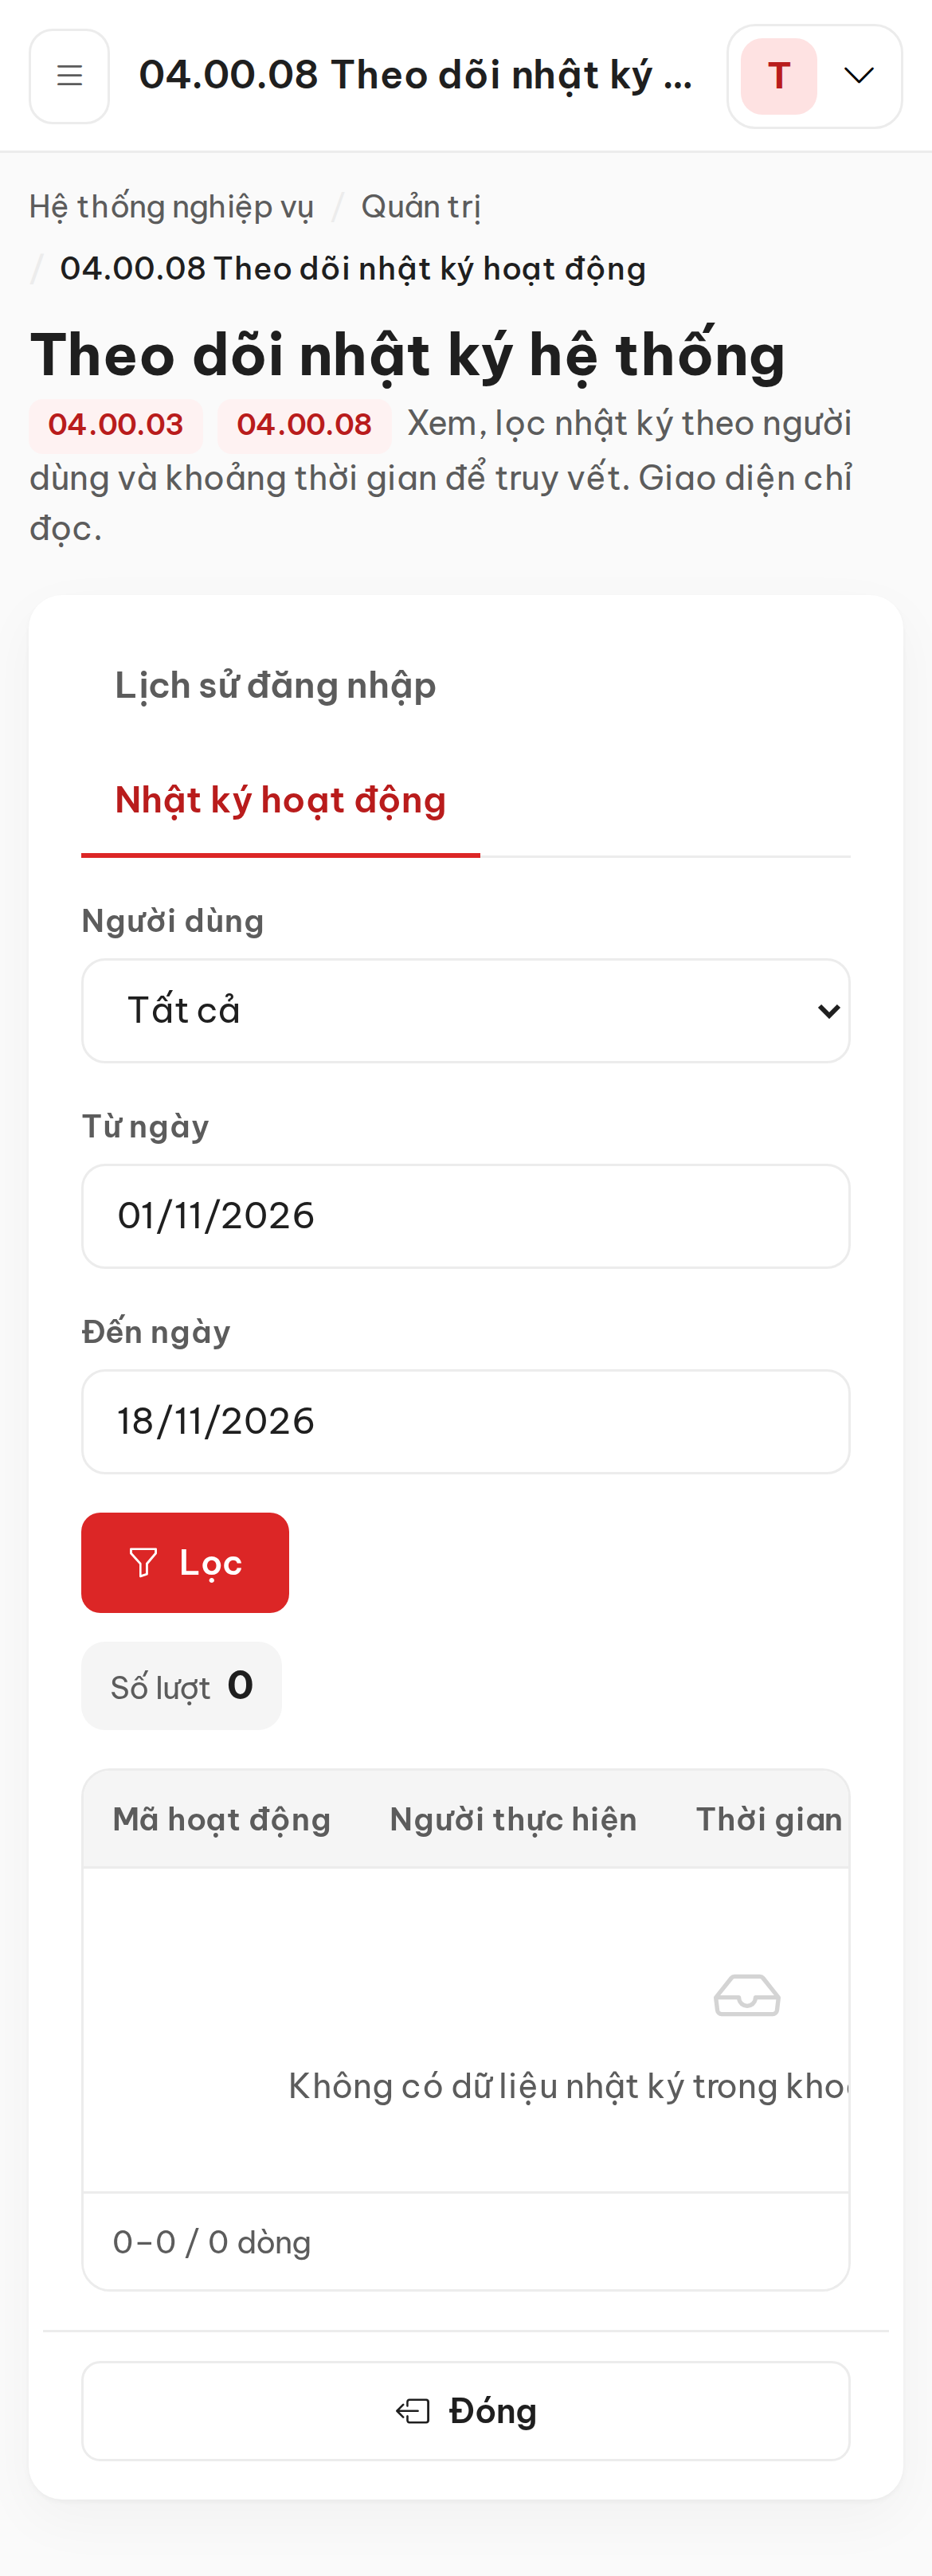 04.00.08 Theo dõi nhật ký ...
T
Hệ thống nghiệp vụ / Quản trị
/ 04.00.08 Theo dõi nhật ký hoạt động
Theo dõi nhật ký hệ thống
04.00.03 04.00.08 Xem, lọc nhật ký theo người
dùng và khoảng thời gian để truy vết. Giao diện chỉ
đọc.
Lịch sử đăng nhập
Nhật ký hoạt động
Người dùng
Tất cả
Từ ngày
01/11/2026
Đến ngày
18/11/2026
Lọc
Số lượt 0
Mã hoạt động Người thực hiện Thời gian
Không có dữ liệu nhật ký trong
0–0 / 0 dòng
Đóng